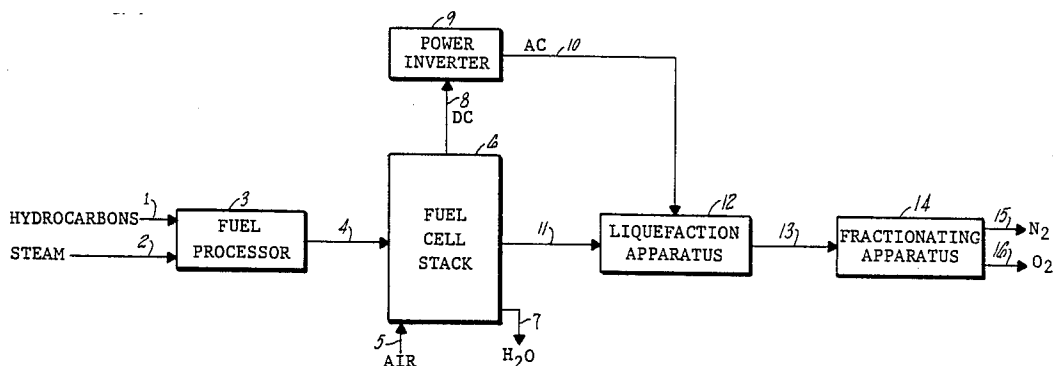 9
POWER
INVERTER
AC 10
8
DC
6
FUEL
CELL
STACK
HYDROCARBONS 1
STEAM 2
3
FUEL
PROCESSOR
4
5
AIR
7
H2O
11
12
LIQUEFACTION
APPARATUS
13
14
FRACTIONATING
APPARATUS
15 N2
16 O2